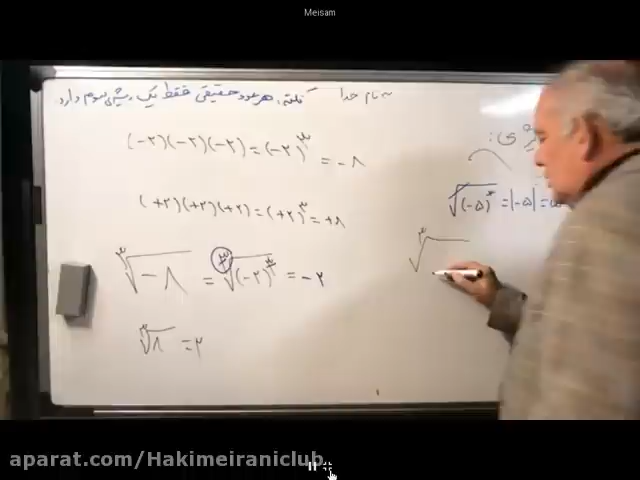 Meisam
به نام خدا
نکته: هر عدد حقیقی فقط یک ریشه‌ی سوم دارد
(-۲)(-۲)(-۲) = (-۲)^۳ = -۸
(+۲)(+۲)(+۲) = (+۲)^۳ = +۸
∛-۸ = ∛(-۲)^۳ = -۲
∛۸ = ۲
√(-۵)^۲ = |-۵| =
aparat.com/Hakimeiraniclub